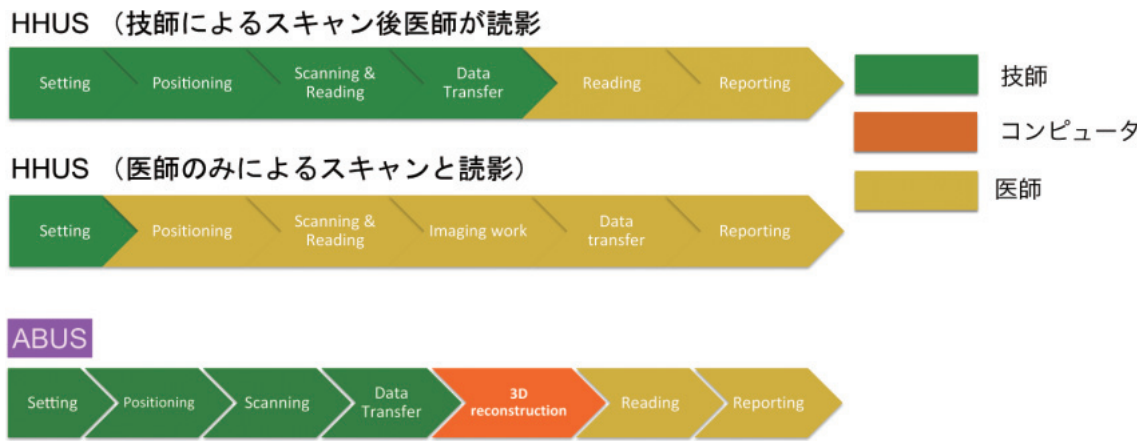 HHUS （技師によるスキャン後医師が読影
Setting
Positioning
Scanning &
Reading
Data
Transfer
Reading
Reporting
技師
コンピュータ
医師
HHUS （医師のみによるスキャンと読影）
Setting
Positioning
Scanning &
Reading
Imaging work
Data
transfer
Reporting
ABUS
Setting
Positioning
Scanning
Data
Transfer
3D
reconstruction
Reading
Reporting